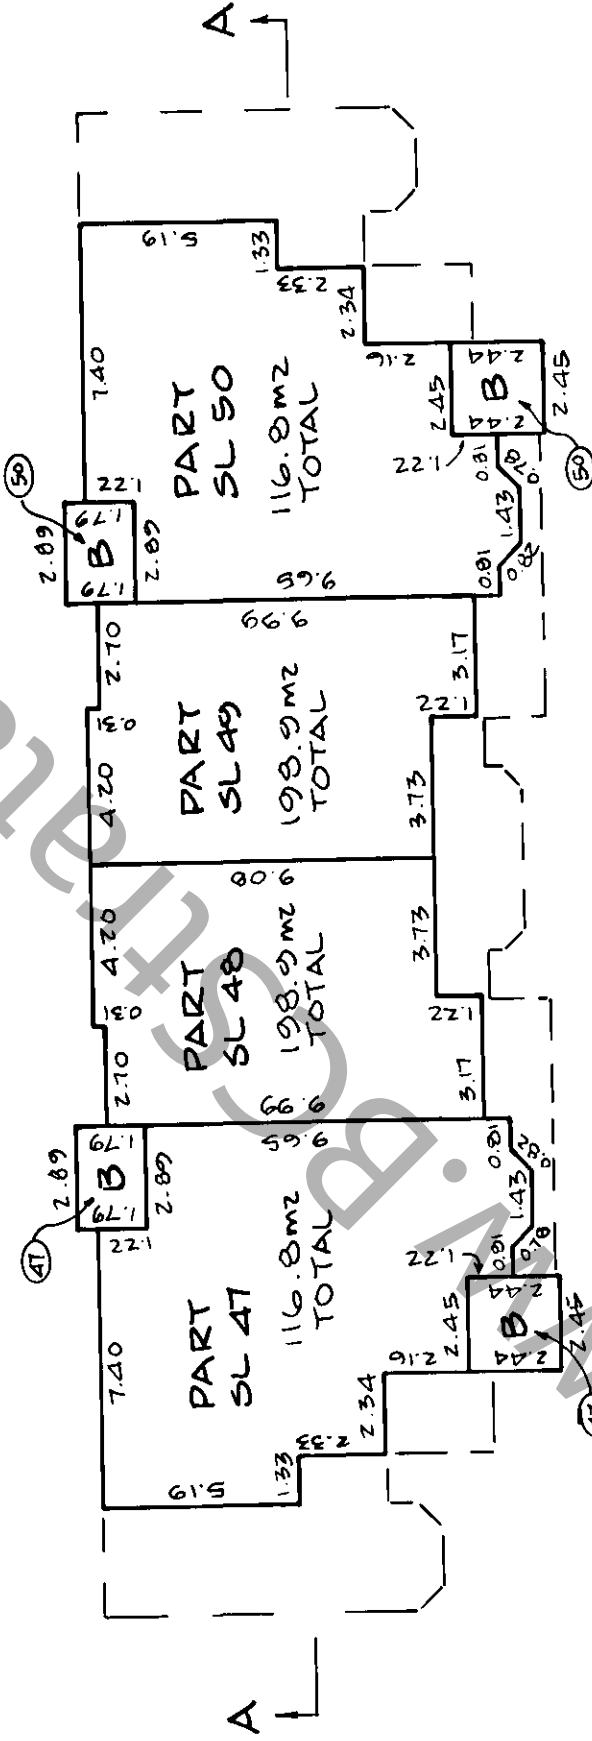 A
A
PART
SL 47
116.8m2
TOTAL
PART
SL 48
198.9m2
TOTAL
PART
SL 49
198.9m2
TOTAL
PART
SL 50
116.8m2
TOTAL
47
B
2.89
1.79
1.79
2.89
1.22
7.40
5.19
1.33
2.33
2.34
2.16
2.45
1.22
2.44
B
2.44
2.45
0.81
0.78
1.43
0.82
0.81
9.65
9.99
2.70
0.31
4.20
9.08
3.73
1.22
3.17
4.20
0.31
2.70
9.99
3.73
1.22
3.17
50
2.89
1.79
B
1.79
2.89
1.22
7.40
5.19
1.33
2.33
2.34
2.16
2.45
2.44
B
2.44
2.45
50
1.22
0.81
0.78
1.43
0.82
0.81
9.65